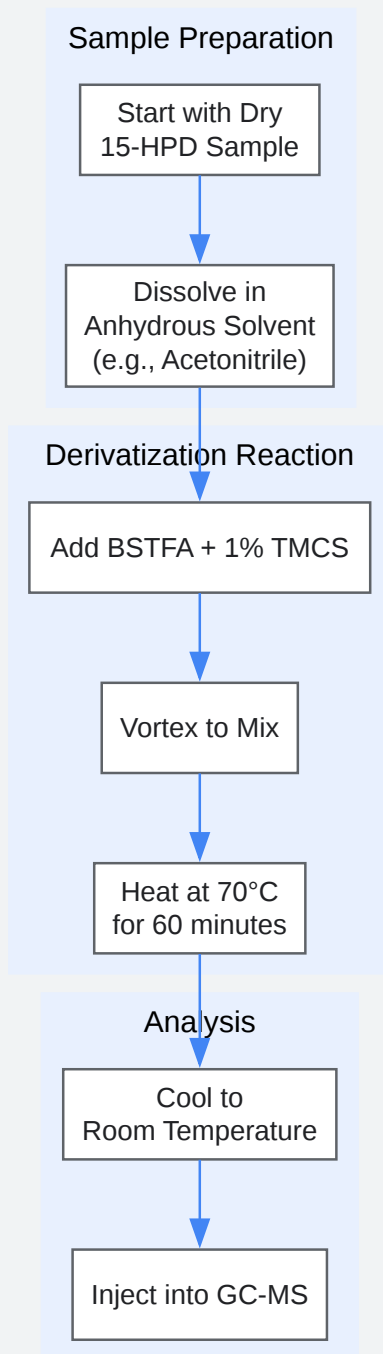 Sample Preparation
Start with Dry
15-HPD Sample
Dissolve in
Anhydrous Solvent
(e.g., Acetonitrile)
Derivatization Reaction
Add BSTFA + 1% TMCS
Vortex to Mix
Heat at 70°C
for 60 minutes
Analysis
Cool to
Room Temperature
Inject into GC-MS